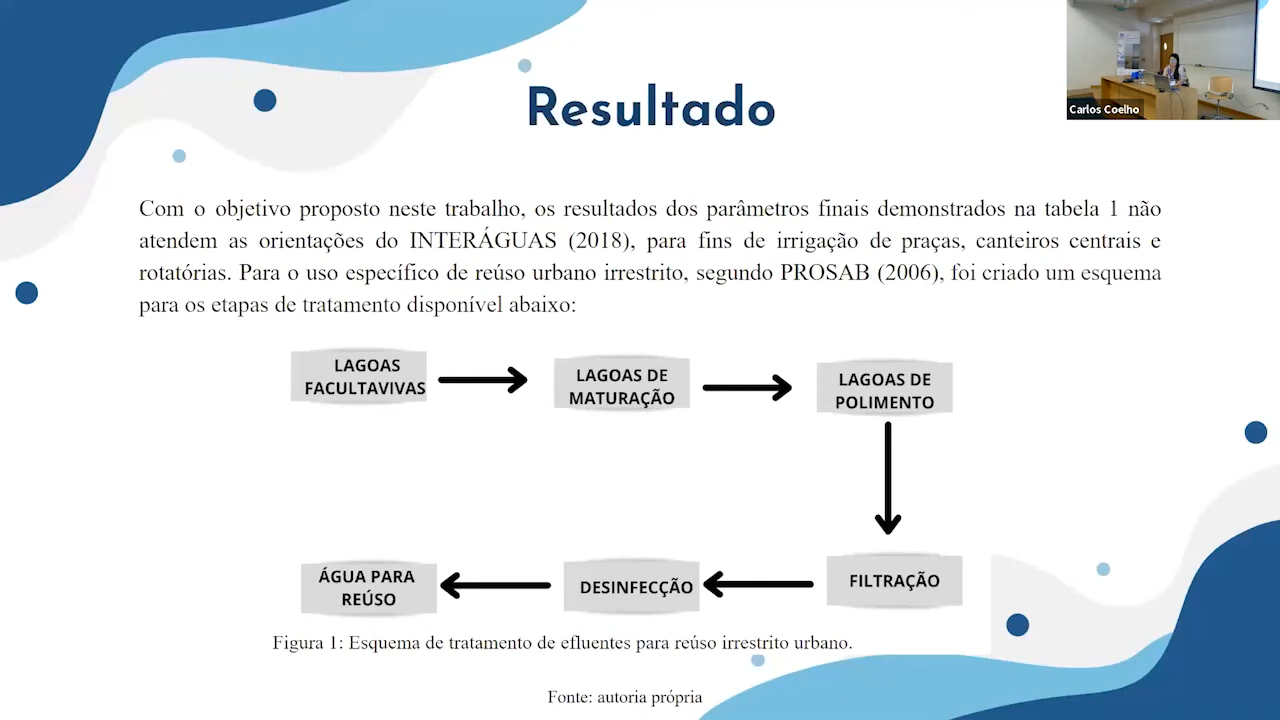 Resultado
Carlos Coelho
Com o objetivo proposto neste trabalho, os resultados dos parâmetros finais demonstrados na tabela 1 não
atendem as orientações do INTERÁGUAS (2018), para fins de irrigação de praças, canteiros centrais e
rotatórias. Para o uso específico de reúso urbano irrestrito, segundo PROSAB (2006), foi criado um esquema
para os etapas de tratamento disponível abaixo:
LAGOAS
FACULTAVIVAS
LAGOAS DE
MATURAÇÃO
LAGOAS DE
POLIMENTO
FILTRAÇÃO
DESINFECÇÃO
ÁGUA PARA
REÚSO
Figura 1: Esquema de tratamento de efluentes para reúso irrestrito urbano.
Fonte: autoria própria